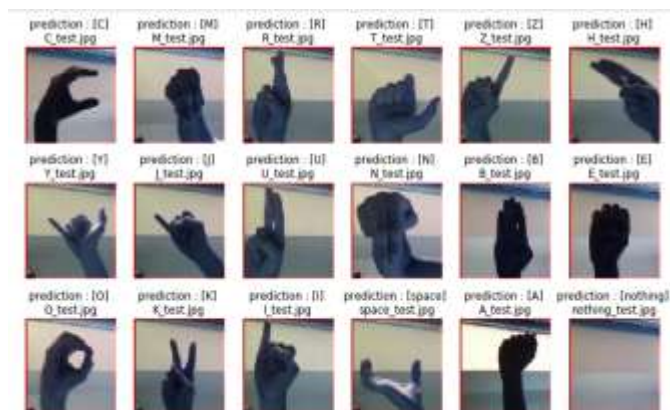 prediction : [C]
C_test.jpg
prediction : [M]
M_test.jpg
prediction : [R]
R_test.jpg
prediction : [T]
T_test.jpg
prediction : [Z]
Z_test.jpg
prediction : [H]
H_test.jpg
prediction : [Y]
Y_test.jpg
prediction : [J]
J_test.jpg
prediction : [U]
U_test.jpg
prediction : [N]
N_test.jpg
prediction : [B]
B_test.jpg
prediction : [E]
E_test.jpg
prediction : [O]
O_test.jpg
prediction : [K]
K_test.jpg
prediction : [I]
I_test.jpg
prediction : [space]
space_test.jpg
prediction : [A]
A_test.jpg
prediction : [nothing]
nothing_test.jpg